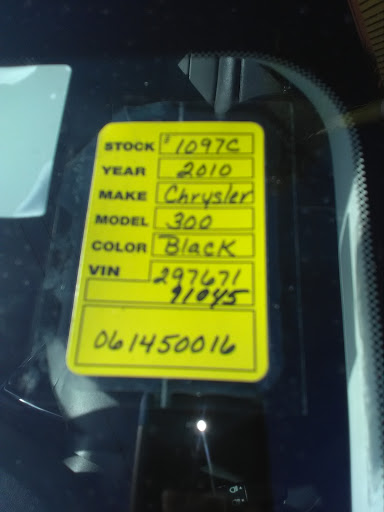 STOCK # 1097C
YEAR 2010
MAKE Chrysler
MODEL 300
COLOR Black
VIN 297671
91045
061450016